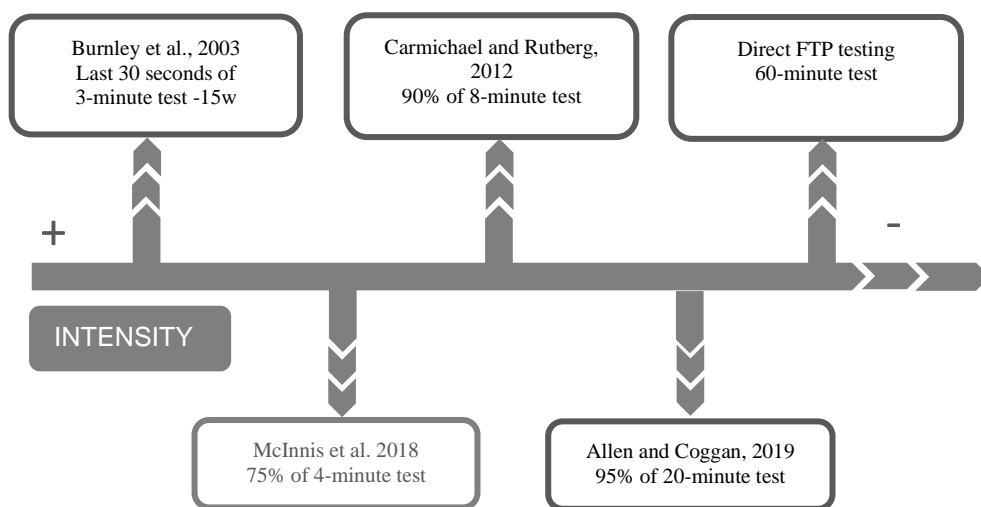 Burnley et al., 2003
Last 30 seconds of
3-minute test -15w
Carmichael and Rutberg,
2012
90% of 8-minute test
Direct FTP testing
60-minute test
+
-
INTENSITY
McInnis et al. 2018
75% of 4-minute test
Allen and Coggan, 2019
95% of 20-minute test